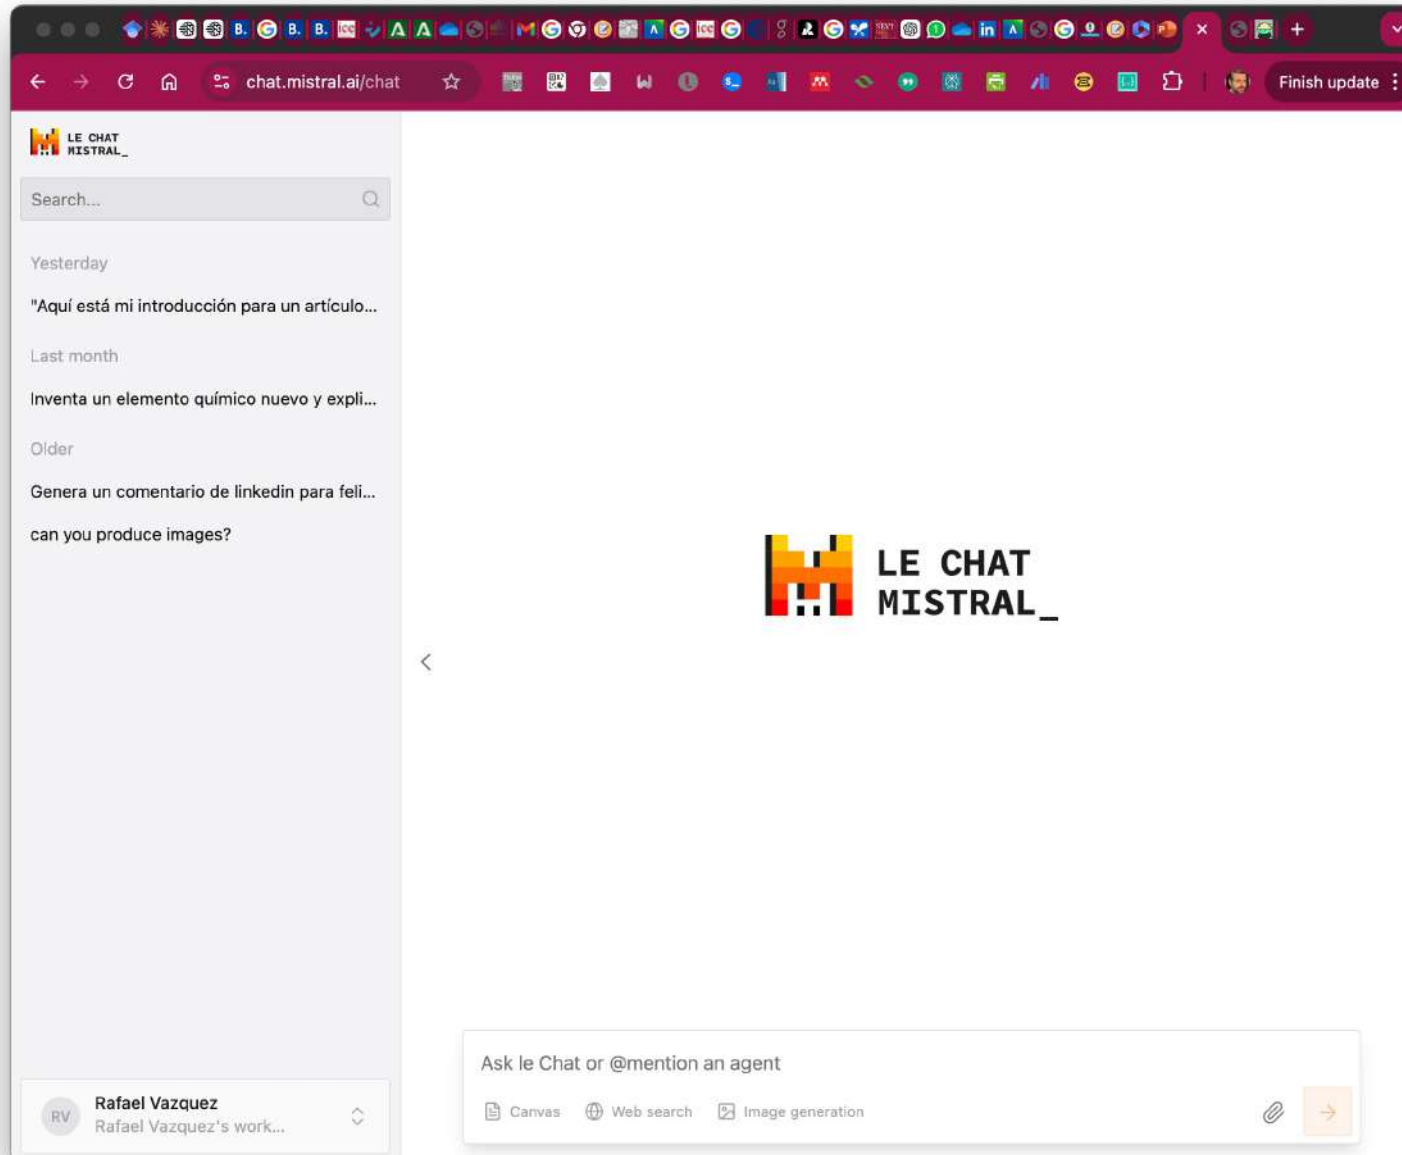 chat.mistral.ai/chat
Finish update
LE CHAT
MISTRAL_
Search...
Yesterday
"Aquí está mi introducción para un artículo...
Last month
Inventa un elemento químico nuevo y expli...
Older
Genera un comentario de linkedin para feli...
can you produce images?
LE CHAT
MISTRAL_
Ask le Chat or @mention an agent
Canvas
Web search
Image generation
RV
Rafael Vazquez
Rafael Vazquez's work...